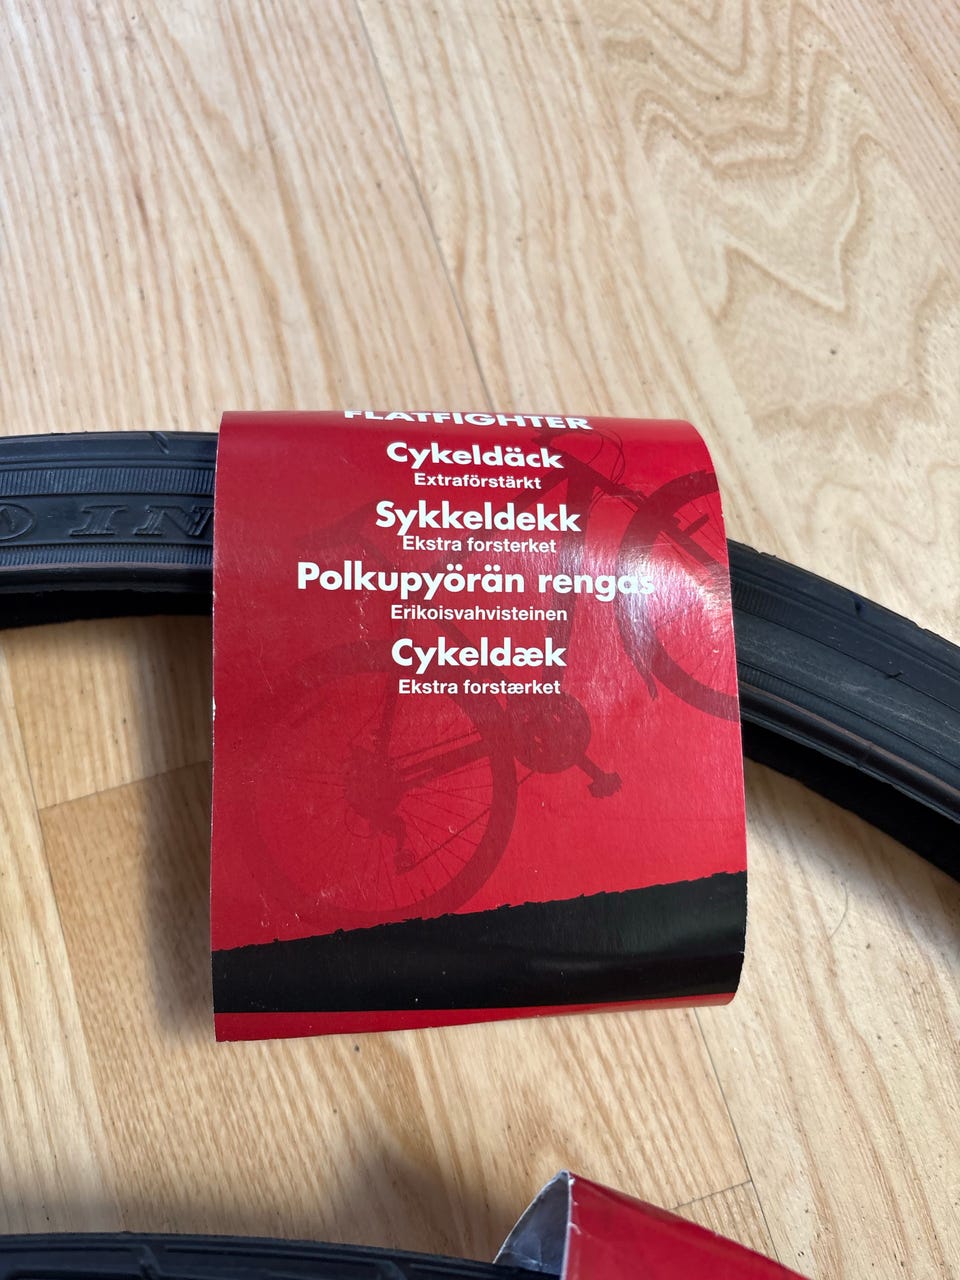 FLATFIGHTER
Cykeldäck
Extraförstärkt
Sykkeldekk
Ekstra forsterket
Polkupyörän rengas
Erikoisvahvisteinen
Cykeldæk
Ekstra forstærket